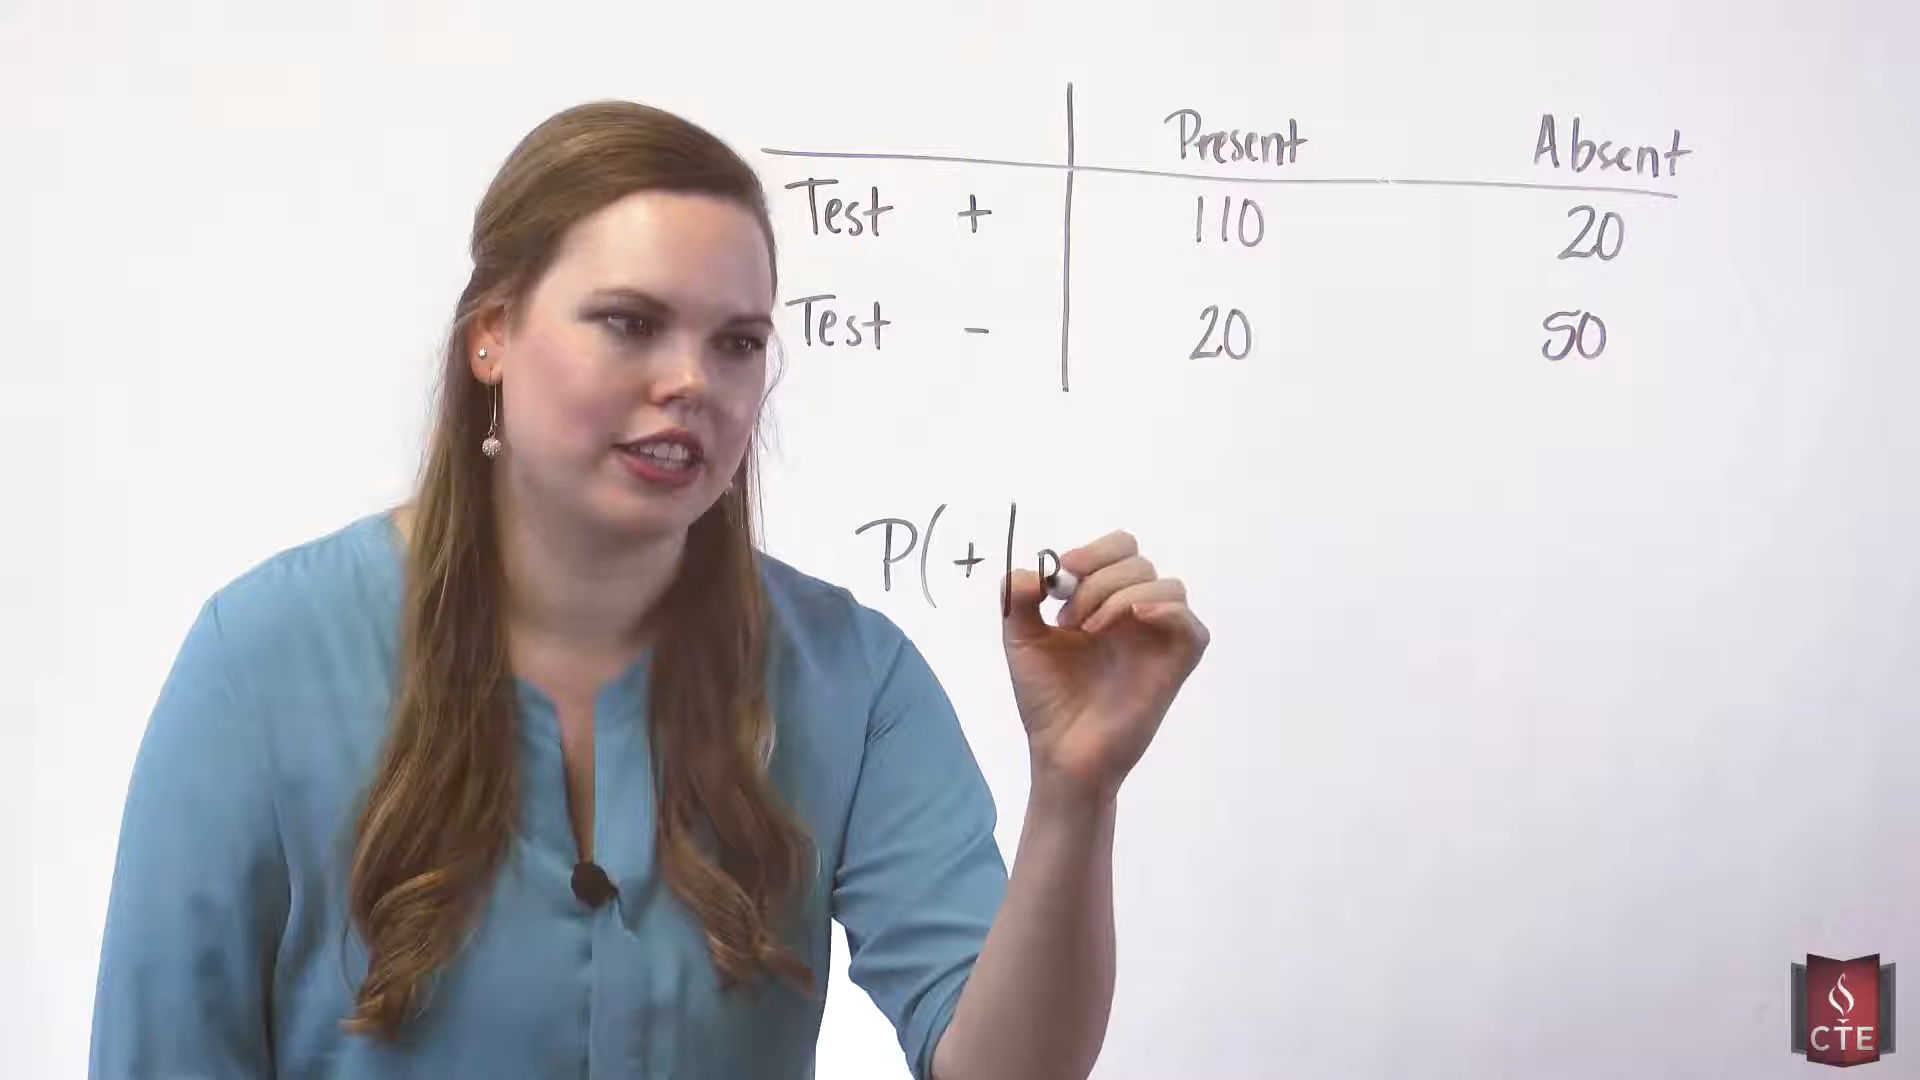 Present Absent
Test + 110 20
Test - 20 50
P(+ | p
CTE